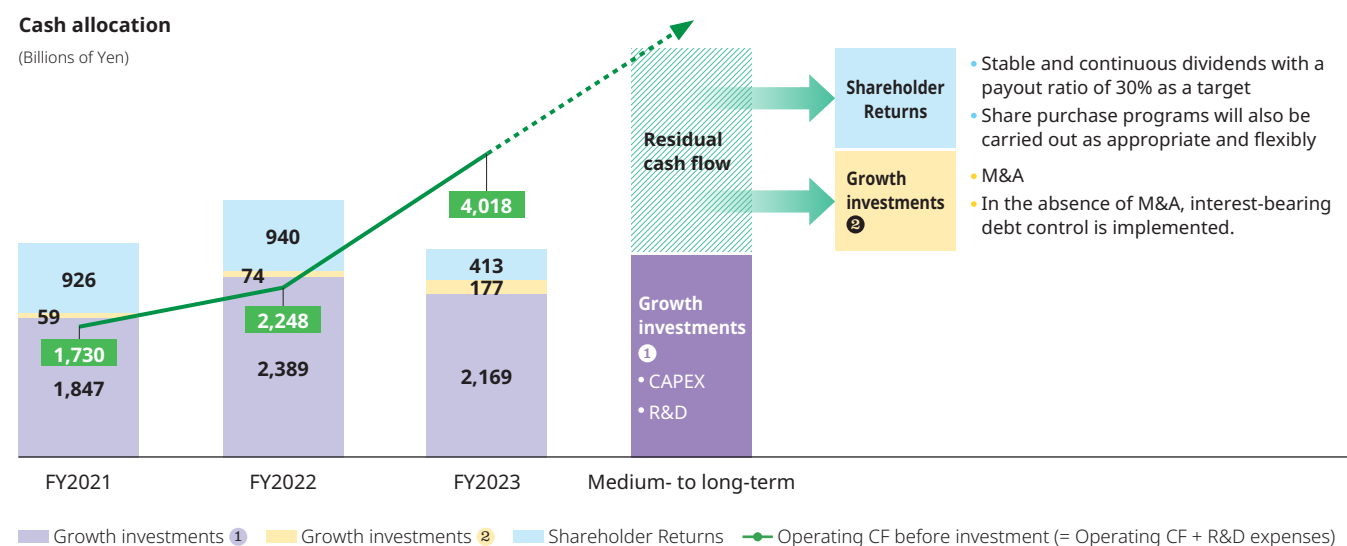 Cash allocation
(Billions of Yen)
926
59
1,730
1,847
940
74
2,248
2,389
4,018
413
177
2,169
Residual
cash flow
Growth
investments
1
• CAPEX
• R&D
Shareholder
Returns
• Stable and continuous dividends with a
payout ratio of 30% as a target
• Share purchase programs will also be
carried out as appropriate and flexibly
Growth
investments
2
• M&A
• In the absence of M&A, interest-bearing
debt control is implemented.
FY2021 FY2022 FY2023 Medium- to long-term
Growth investments 1 Growth investments 2 Shareholder Returns Operating CF before investment (= Operating CF + R&D expenses)